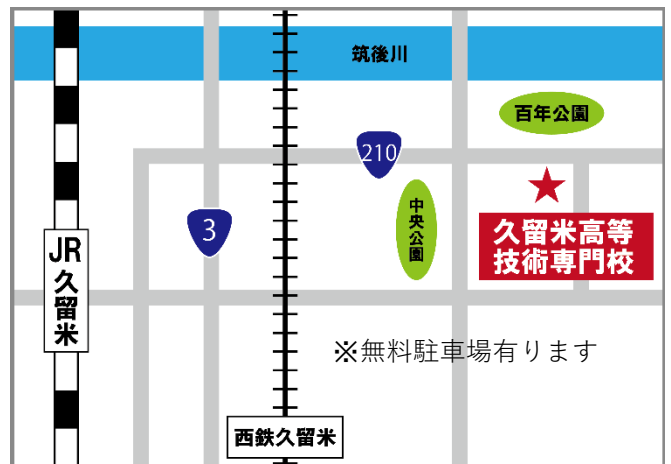 筑後川
百年公園
210
中央公園
3
久留米高等
技術専門校
JR久留米
※無料駐車場有ります
西鉄久留米